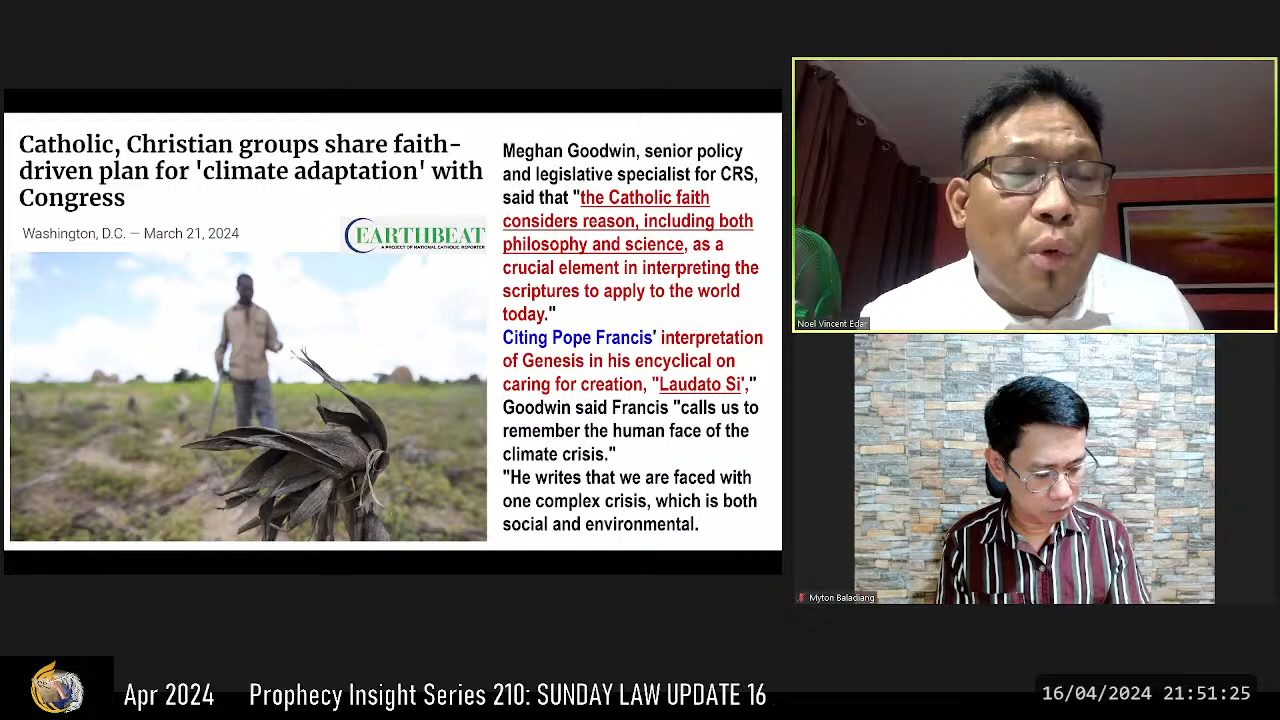 Catholic, Christian groups share faith-
driven plan for 'climate adaptation' with
Congress
Washington, D.C. — March 21, 2024
EARTHBEAT
A PROJECT OF NATIONAL CATHOLIC REPORTER
Meghan Goodwin, senior policy
and legislative specialist for CRS,
said that "the Catholic faith
considers reason, including both
philosophy and science, as a
crucial element in interpreting the
scriptures to apply to the world
today."
Citing Pope Francis' interpretation
of Genesis in his encyclical on
caring for creation, "Laudato Si',"
Goodwin said Francis "calls us to
remember the human face of the
climate crisis."
"He writes that we are faced with
one complex crisis, which is both
social and environmental.
Noel Vincent Edar
Myton Baladiang
Apr 2024 Prophecy Insight Series 210: SUNDAY LAW UPDATE 16
16/04/2024 21:51:25